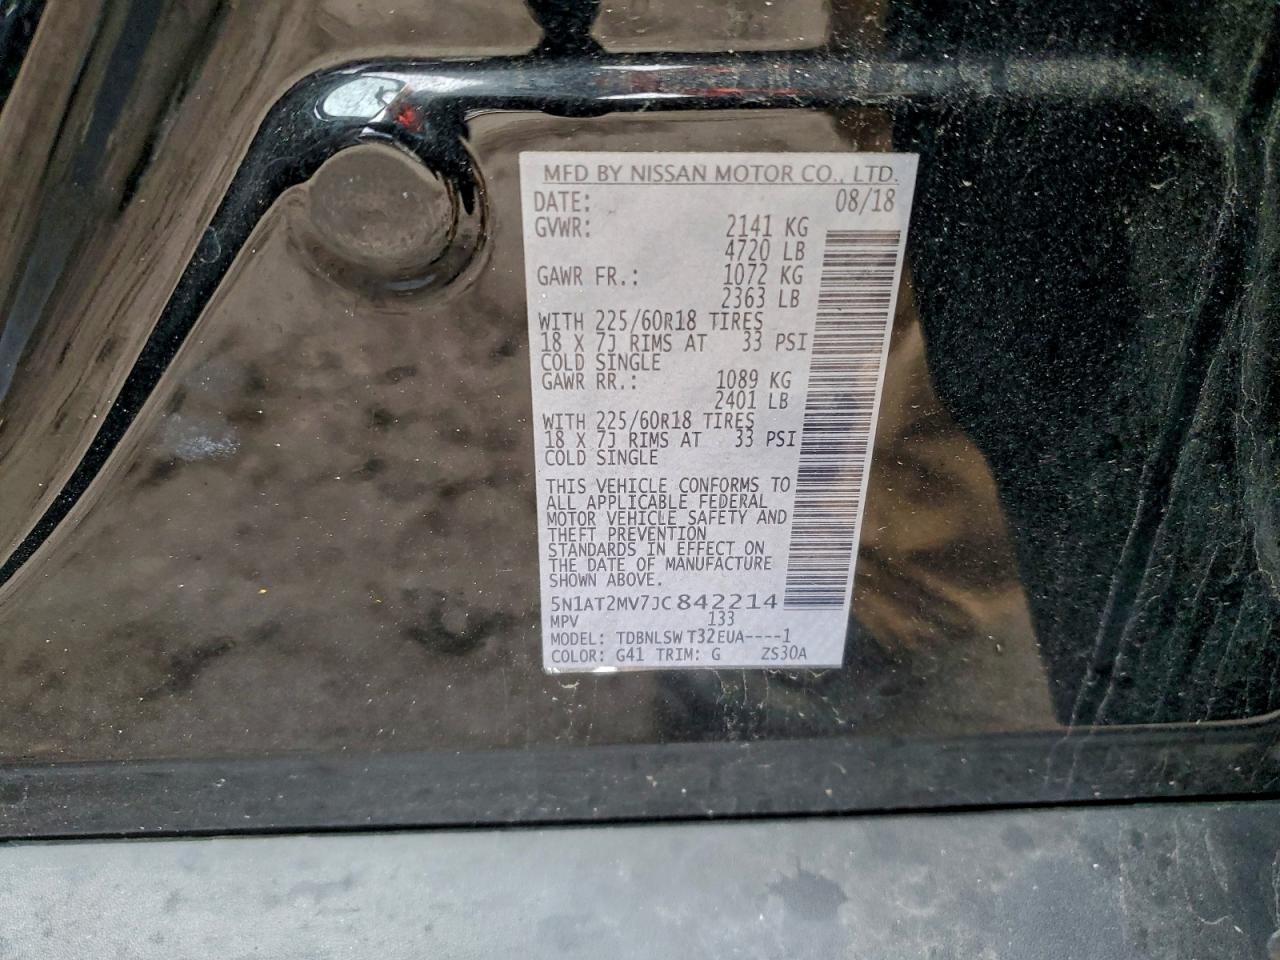 MFD BY NISSAN MOTOR CO., LTD.
DATE: 08/18
GVWR: 2141 KG
4720 LB
GAWR FR.: 1072 KG
2363 LB
WITH 225/60R18 TIRES
18 X 7J RIMS AT 33 PSI
COLD SINGLE
GAWR RR.: 1089 KG
2401 LB
WITH 225/60R18 TIRES
18 X 7J RIMS AT 33 PSI
COLD SINGLE
THIS VEHICLE CONFORMS TO
ALL APPLICABLE FEDERAL
MOTOR VEHICLE SAFETY AND
THEFT PREVENTION
STANDARDS IN EFFECT ON
THE DATE OF MANUFACTURE
SHOWN ABOVE.
5N1AT2MV7JC842214
MPV 133
MODEL: TDBNLSW T32EUA----1
COLOR: G41 TRIM: G ZS30A